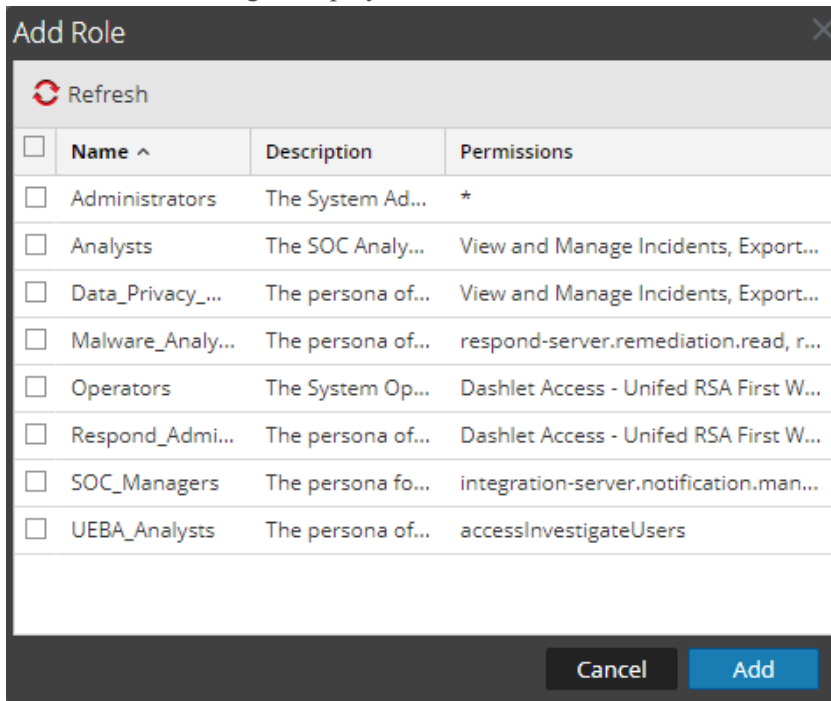 Add Role
Refresh
Name Description Permissions
Administrators The System Ad... *
Analysts The SOC Analy... View and Manage Incidents, Export...
Data_Privacy_... The persona of... View and Manage Incidents, Export...
Malware_Analy... The persona of... respond-server.remediation.read, r...
Operators The System Op... Dashlet Access - Unifed RSA First W...
Respond_Admi... The persona of... Dashlet Access - Unifed RSA First W...
SOC_Managers The persona fo... integration-server.notification.man...
UEBA_Analysts The persona of... accessInvestigateUsers
Cancel Add